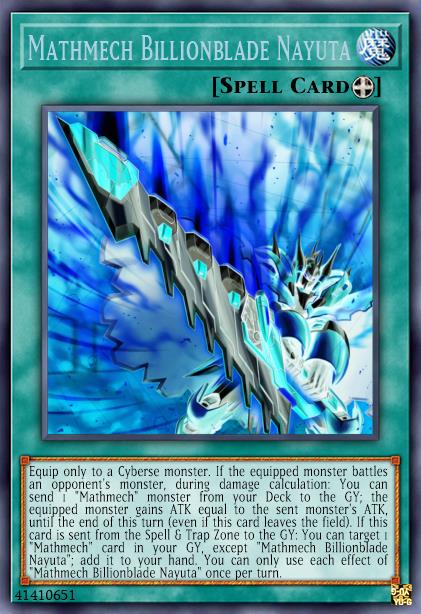 MATHMECH BILLIONBLADE NAYUTA
魔
[SPELL CARD]
Equip only to a Cyberse monster. If the equipped monster battles
an opponent's monster, during damage calculation: You can
send 1 "Mathmech" monster from your Deck to the GY; the
equipped monster gains ATK equal to the sent monster's ATK,
until the end of this turn (even if this card leaves the field). If this
card is sent from the Spell & Trap Zone to the GY: You can target 1
"Mathmech" card in your GY, except "Mathmech Billionblade
Nayuta"; add it to your hand. You can only use each effect of
"Mathmech Billionblade Nayuta" once per turn.
41410651